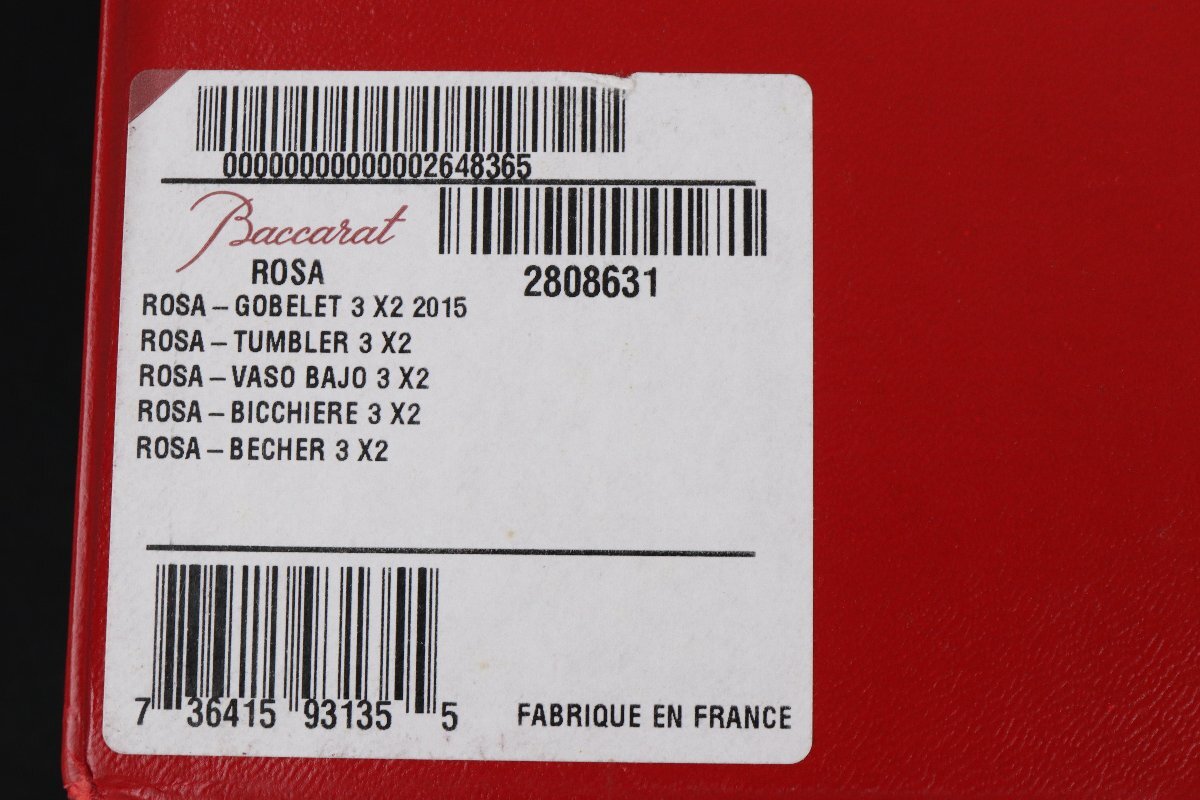 00000000000002648365
Baccarat
ROSA
2808631
ROSA – GOBELET 3 X2 2015
ROSA – TUMBLER 3 X2
ROSA – VASO BAJO 3 X2
ROSA – BICCHIERE 3 X2
ROSA – BECHER 3 X2
7 36415 93135 5
FABRIQUE EN FRANCE